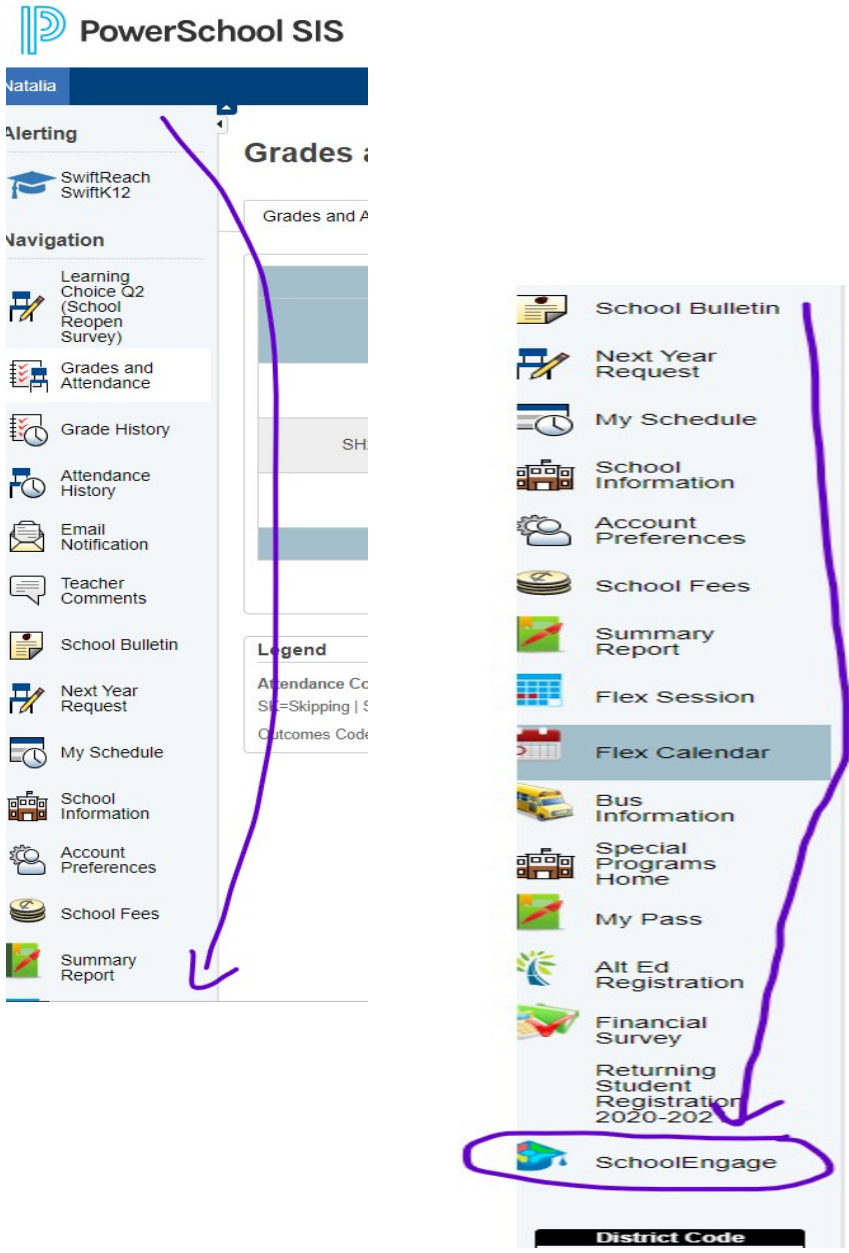 PowerSchool SIS
Natalia
Alerting
SwiftReach
SwiftK12
Navigation
Learning
Choice Q2
(School
Reopen
Survey)
Grades and
Attendance
Grade History
Attendance
History
Email
Notification
Teacher
Comments
School Bulletin
Next Year
Request
My Schedule
School
Information
Account
Preferences
School Fees
Summary
Report
Grades a
Grades and A
SH
Legend
Attendance Co
SK=Skipping | S
Outcomes Code
School Bulletin
Next Year
Request
My Schedule
School
Information
Account
Preferences
School Fees
Summary
Report
Flex Session
Flex Calendar
Bus
Information
Special
Programs
Home
My Pass
Alt Ed
Registration
Financial
Survey
Returning
Student
Registration
2020-202
SchoolEngage
District Code